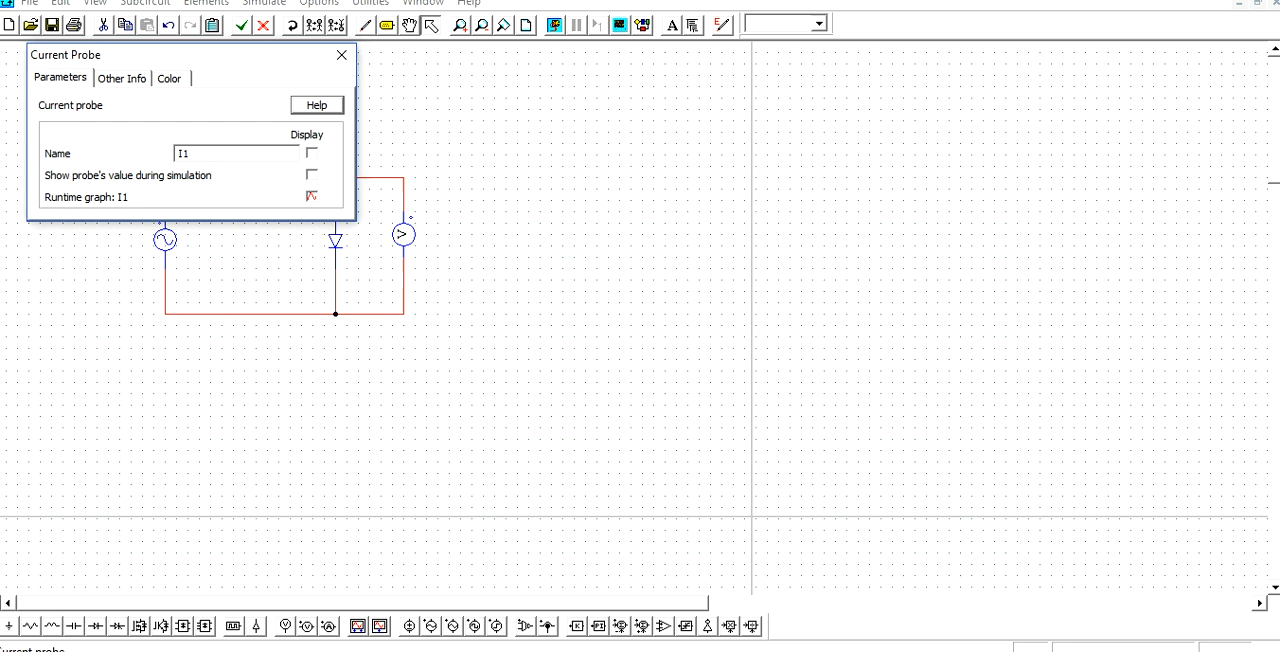 File Edit View Subcircuit Elements Simulate Options Utilities Window Help
Current Probe
Parameters Other Info Color
Current probe Help
Display
Name I1
Show probe's value during simulation
Runtime graph: I1
Current probe